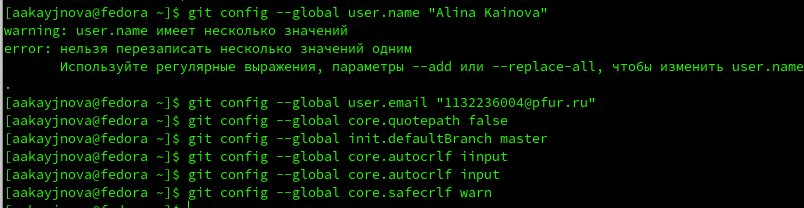 [aakayjnova@fedora ~]$ git config --global user.name "Alina Kainova"
warning: user.name имеет несколько значений
error: нельзя перезаписать несколько значений одним
       Используйте регулярные выражения, параметры --add или --replace-all, чтобы изменить user.name
.
[aakayjnova@fedora ~]$ git config --global user.email "1132236004@pfur.ru"
[aakayjnova@fedora ~]$ git config --global core.quotepath false
[aakayjnova@fedora ~]$ git config --global init.defaultBranch master
[aakayjnova@fedora ~]$ git config --global core.autocrlf iinput
[aakayjnova@fedora ~]$ git config --global core.autocrlf input
[aakayjnova@fedora ~]$ git config --global core.safecrlf warn
[aakayjnova@fedora ~]$